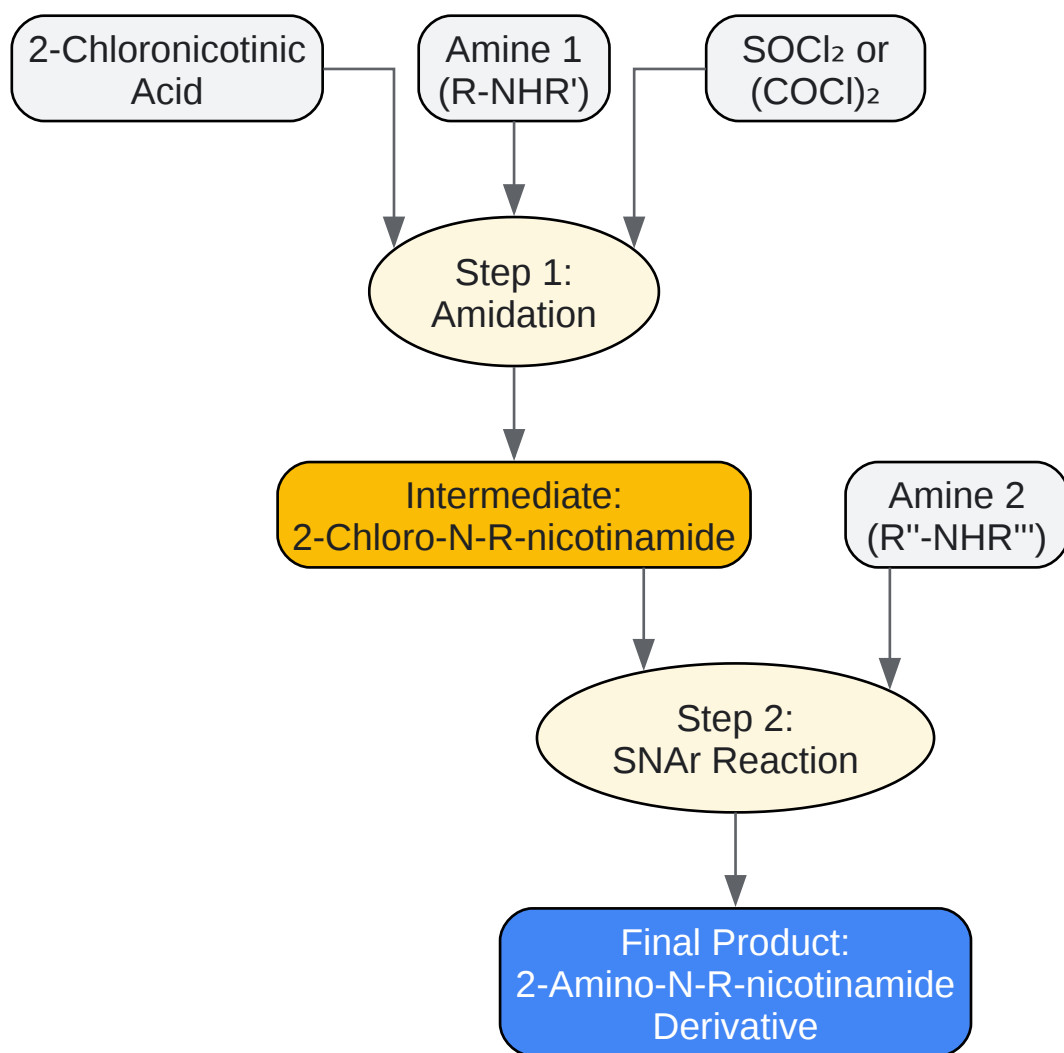 2-Chloronicotinic
Acid
Amine 1
(R-NHR')
SOCl₂ or
(COCl)₂
Step 1:
Amidation
Intermediate:
2-Chloro-N-R-nicotinamide
Amine 2
(R''-NHR''')
Step 2:
SNAr Reaction
Final Product:
2-Amino-N-R-nicotinamide
Derivative